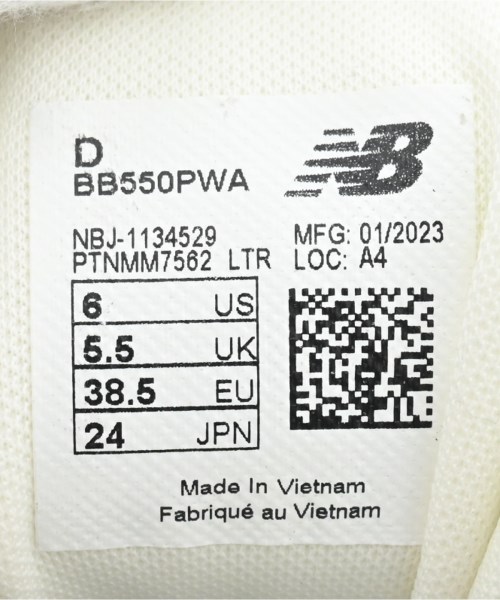 D
BB550PWA
NB
NBJ-1134529 MFG: 01/2023
PTNMM7562 LTR LOC: A4
6 US
5.5 UK
38.5 EU
24 JPN
Made In Vietnam
Fabriqué au Vietnam